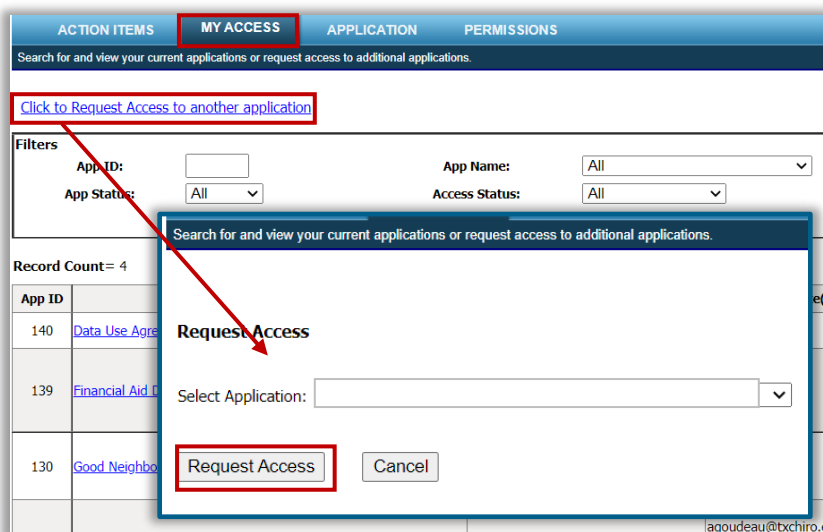 ACTION ITEMS MY ACCESS APPLICATION PERMISSIONS
Search for and view your current applications or request access to additional applications.
Click to Request Access to another application
Filters
App ID: App Name: All
App Status: All Access Status: All
Search for and view your current applications or request access to additional applications.
Record Count= 4
App ID
Request Access
140 Data Use Agre
Select Application:
139 Financial Aid D
Request Access Cancel
130 Good Neighbo
agoudeau@txchiro.